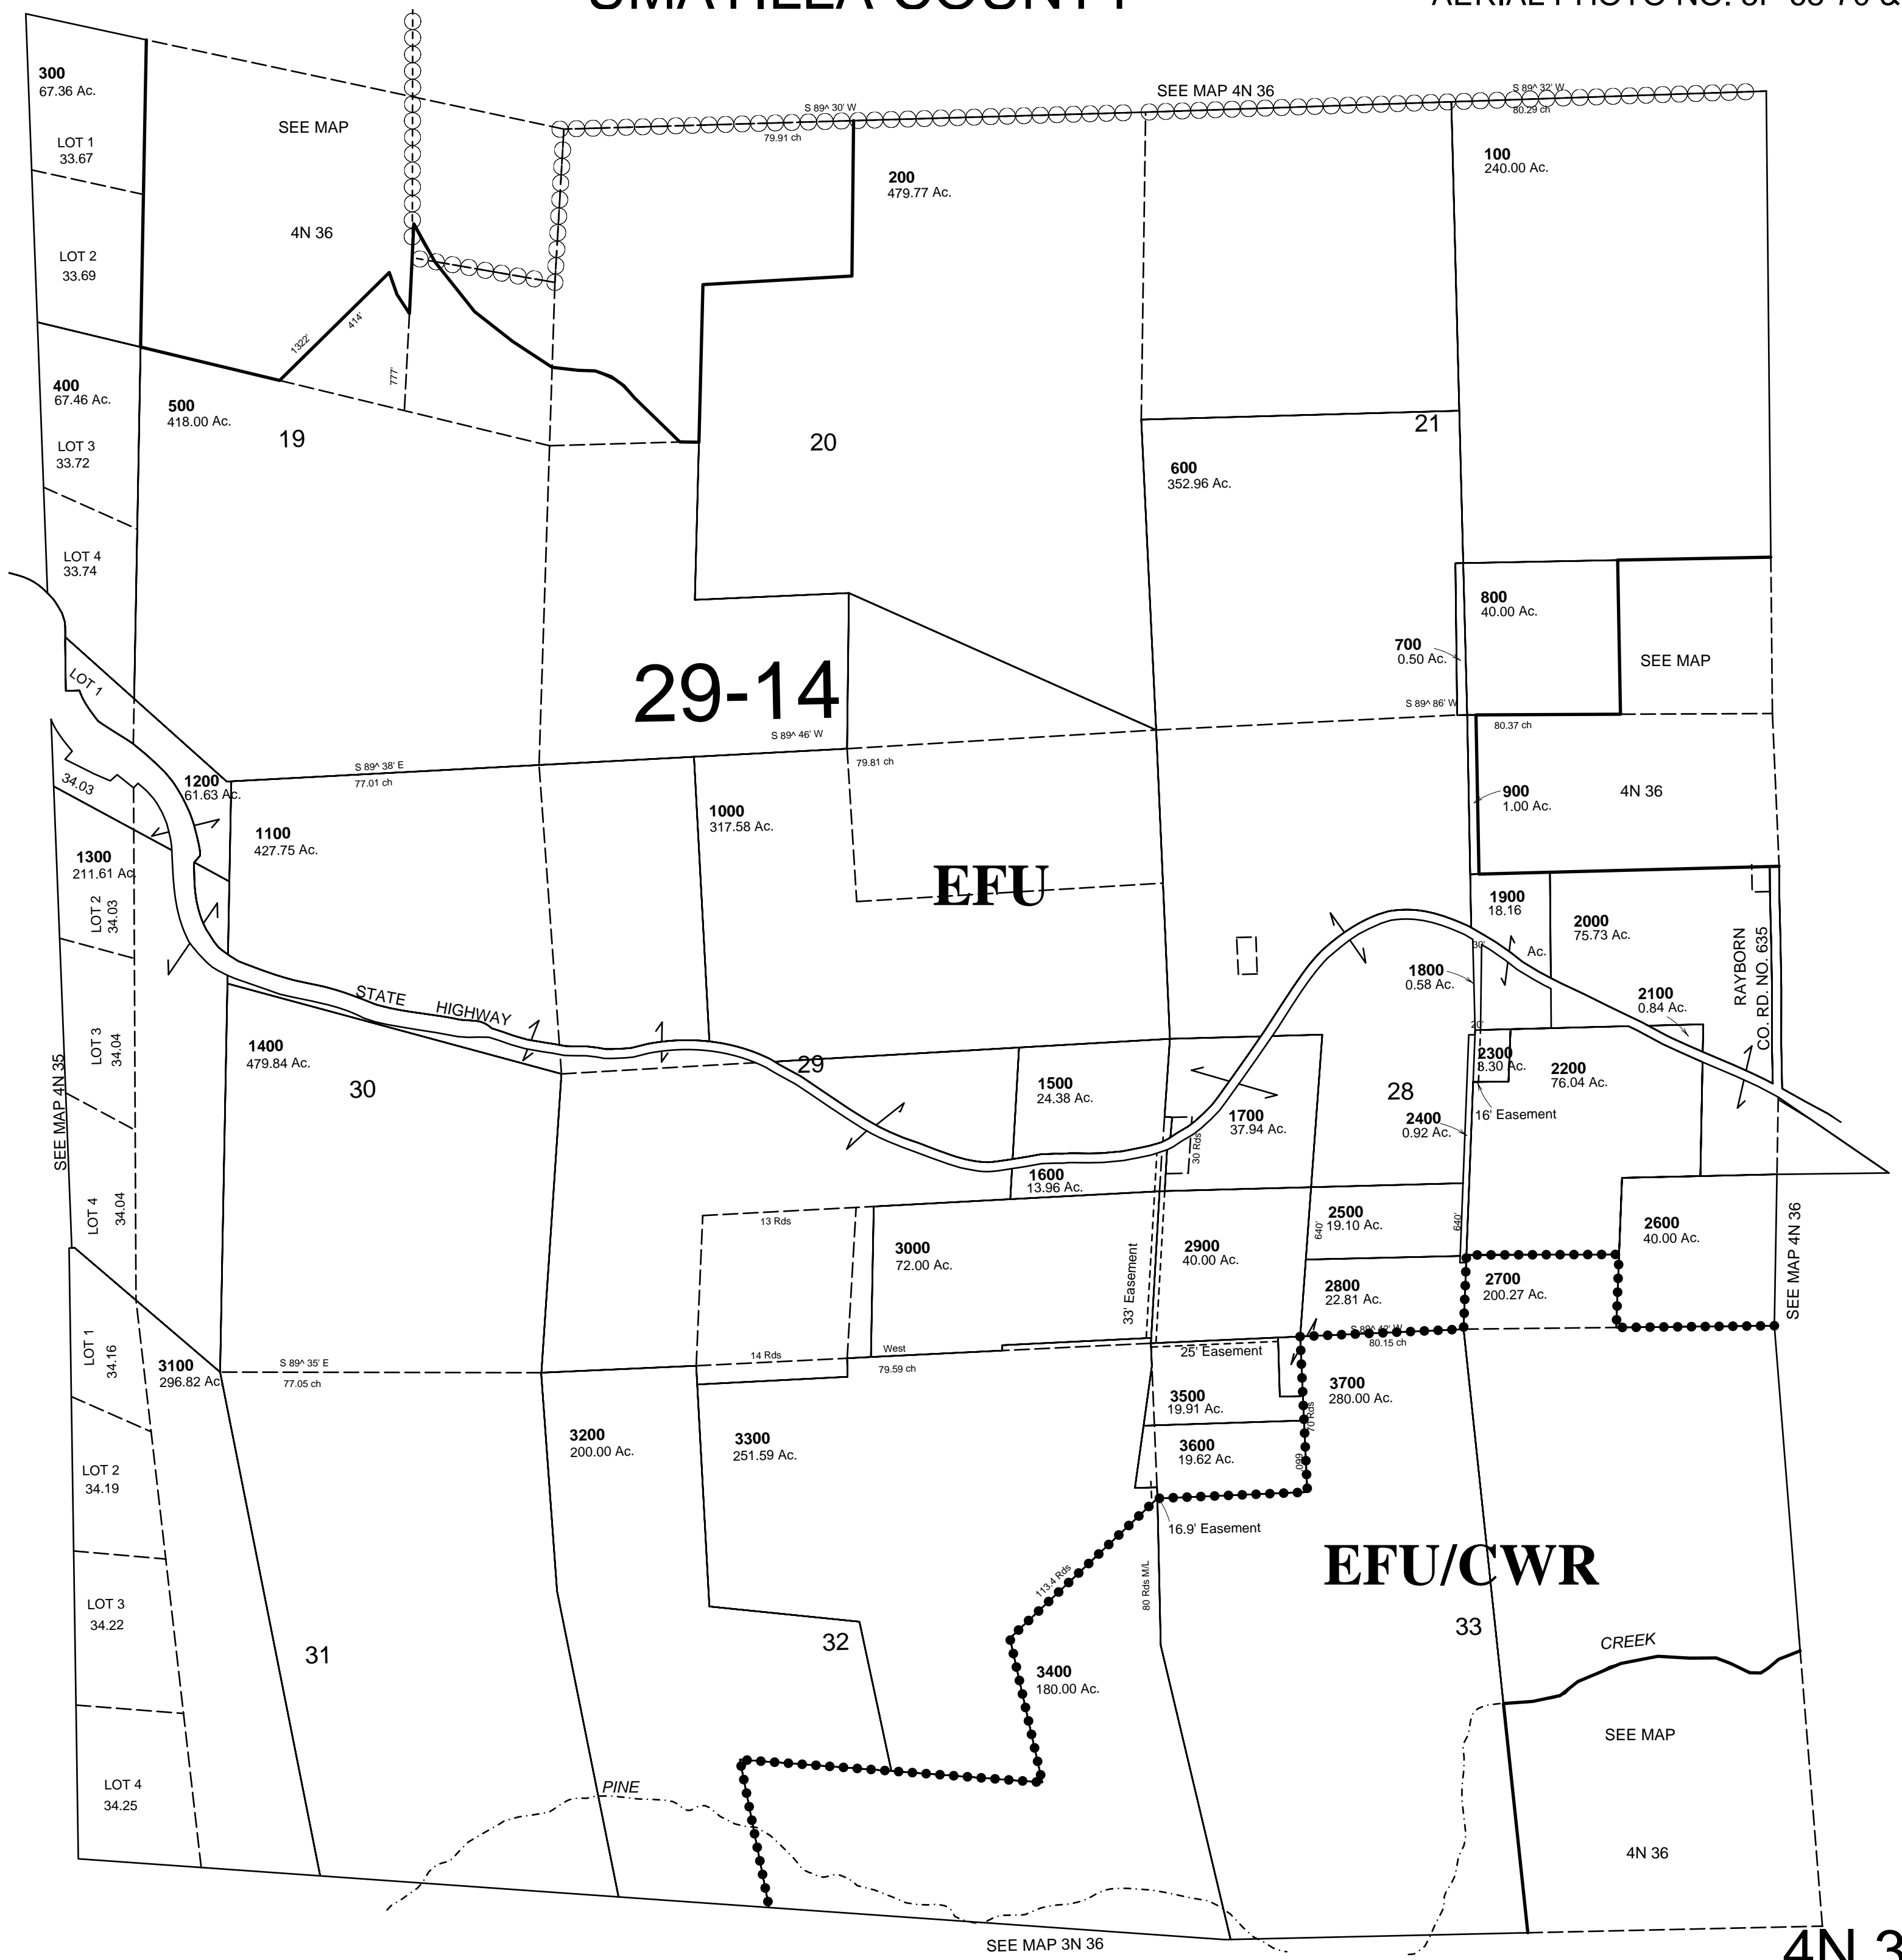 UMATILLA COUNTY
300
67.36 Ac.
LOT 1
33.67
LOT 2
33.69
SEE MAP
4N 36
S 89^ 30' W
79.91 ch
SEE MAP 4N 36
S 89^ 32' W
80.29 ch
100
240.00 Ac.
200
479.77 Ac.
1322'
414'
777'
400
67.46 Ac.
LOT 3
33.72
LOT 4
33.74
500
418.00 Ac.
19
20
21
600
352.96 Ac.
800
40.00 Ac.
700
0.50 Ac.
SEE MAP
4N 36
S 89^ 86' W
80.37 ch
900
1.00 Ac.
29-14
S 89^ 46' W
79.81 ch
LOT 1
34.03
1200
61.63 Ac.
S 89^ 38' E
77.01 ch
1100
427.75 Ac.
1000
317.58 Ac.
EFU
1300
211.61 Ac
LOT 2
34.03
LOT 3
34.04
LOT 4
34.04
SEE MAP 4N 35
STATE HIGHWAY
1400
479.84 Ac.
30
29
28
1500
24.38 Ac.
1600
13.96 Ac.
1700
37.94 Ac.
30 Rds
1800
0.58 Ac.
30'
20'
1900
18.16
Ac.
2000
75.73 Ac.
2100
0.84 Ac.
RAYBORN
CO. RD. NO. 635
2300
8.30 Ac.
2200
76.04 Ac.
16' Easement
2400
0.92 Ac.
2500
19.10 Ac.
640'
640'
2600
40.00 Ac.
SEE MAP 4N 36
2700
200.27 Ac.
2800
22.81 Ac.
2900
40.00 Ac.
33' Easement
3000
72.00 Ac.
13 Rds
14 Rds
West
79.59 ch
25' Easement
80.15 ch
S 89^ 35' E
77.05 ch
3100
296.82 Ac
LOT 1
34.16
LOT 2
34.19
LOT 3
34.22
LOT 4
34.25
31
3200
200.00 Ac.
3300
251.59 Ac.
32
3500
19.91 Ac.
3600
19.62 Ac.
660'
70 Rds
3700
280.00 Ac.
16.9' Easement
113.4 Rds
80 Rds M/L
EFU/CWR
33
3400
180.00 Ac.
PINE
CREEK
SEE MAP
4N 36
SEE MAP 3N 36